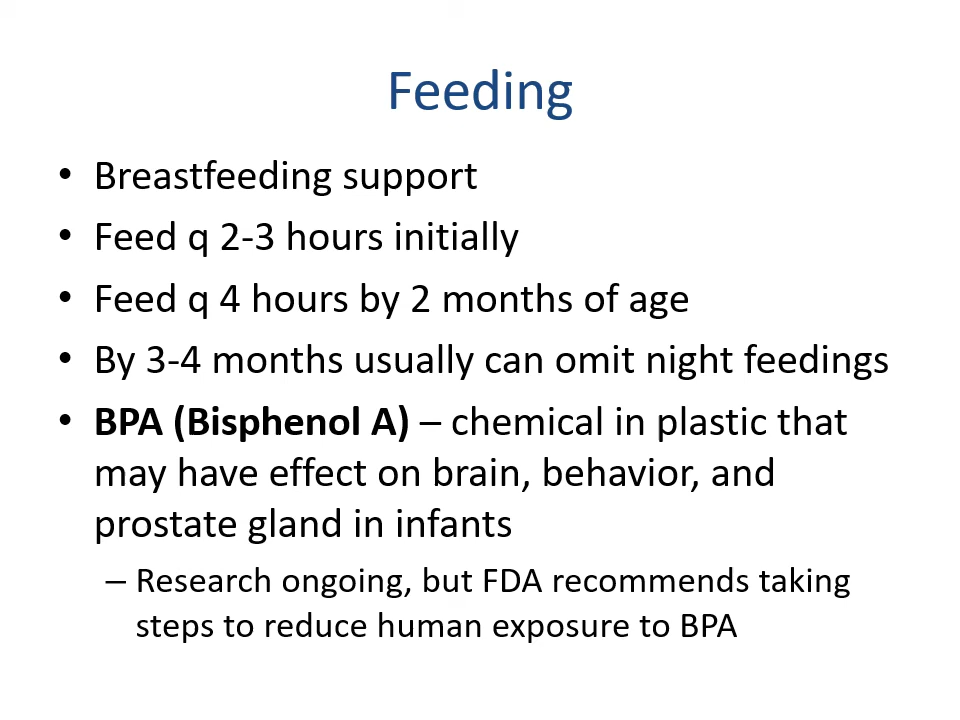 Feeding
• Breastfeeding support
• Feed q 2-3 hours initially
• Feed q 4 hours by 2 months of age
• By 3-4 months usually can omit night feedings
• BPA (Bisphenol A) – chemical in plastic that
may have effect on brain, behavior, and
prostate gland in infants
– Research ongoing, but FDA recommends taking
steps to reduce human exposure to BPA